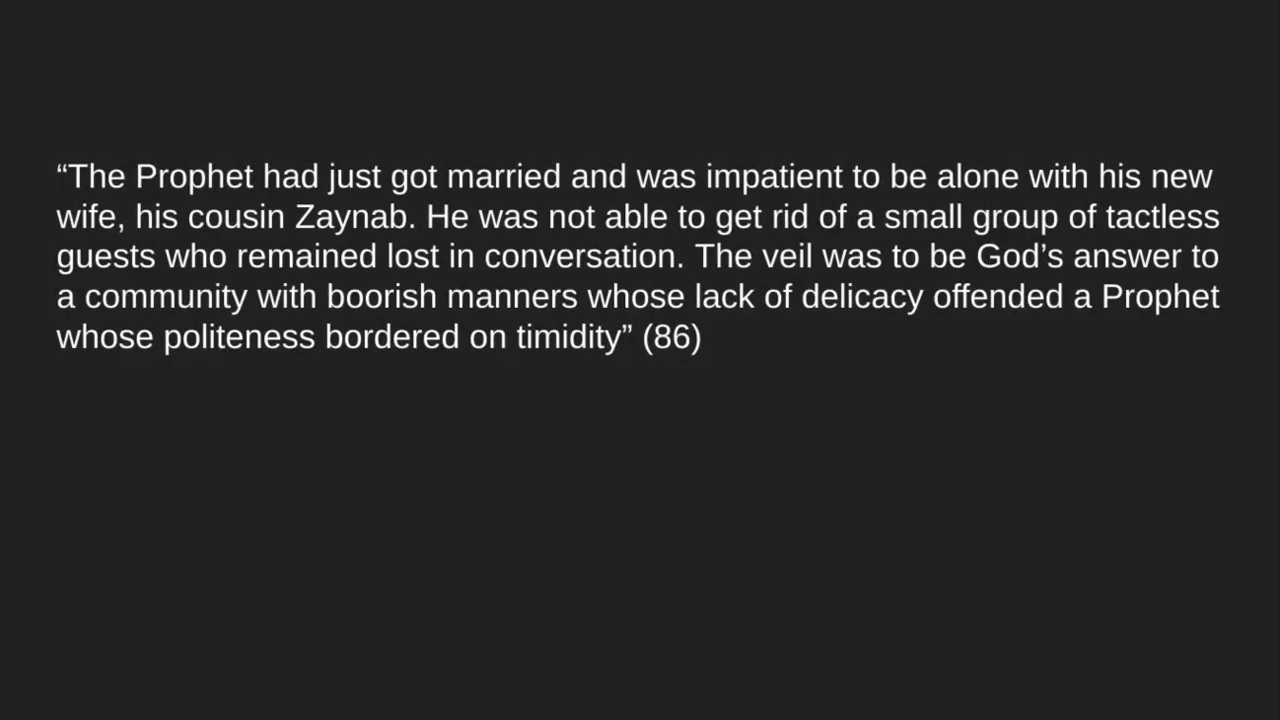 “The Prophet had just got married and was impatient to be alone with his new
wife, his cousin Zaynab. He was not able to get rid of a small group of tactless
guests who remained lost in conversation. The veil was to be God’s answer to
a community with boorish manners whose lack of delicacy offended a Prophet
whose politeness bordered on timidity” (86)